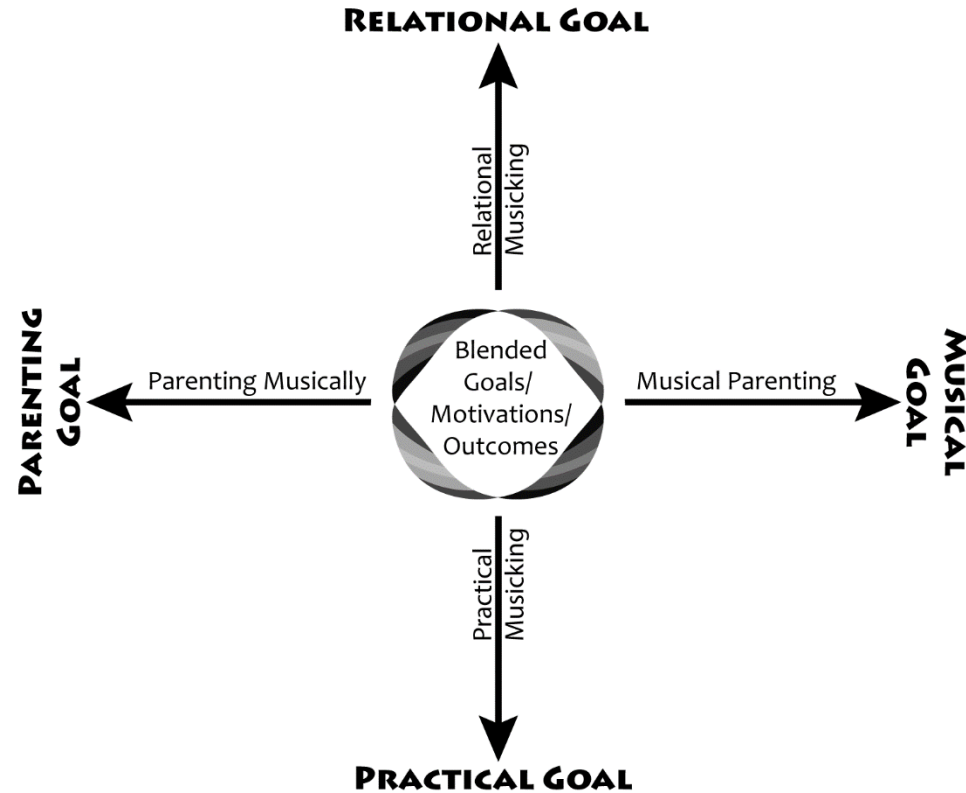 RELATIONAL GOAL
Relational
Musicking
PARENTING
GOAL
Parenting Musically
Blended
Goals/
Motivations/
Outcomes
Musical Parenting
MUSICAL
GOAL
Practical
Musicking
PRACTICAL GOAL